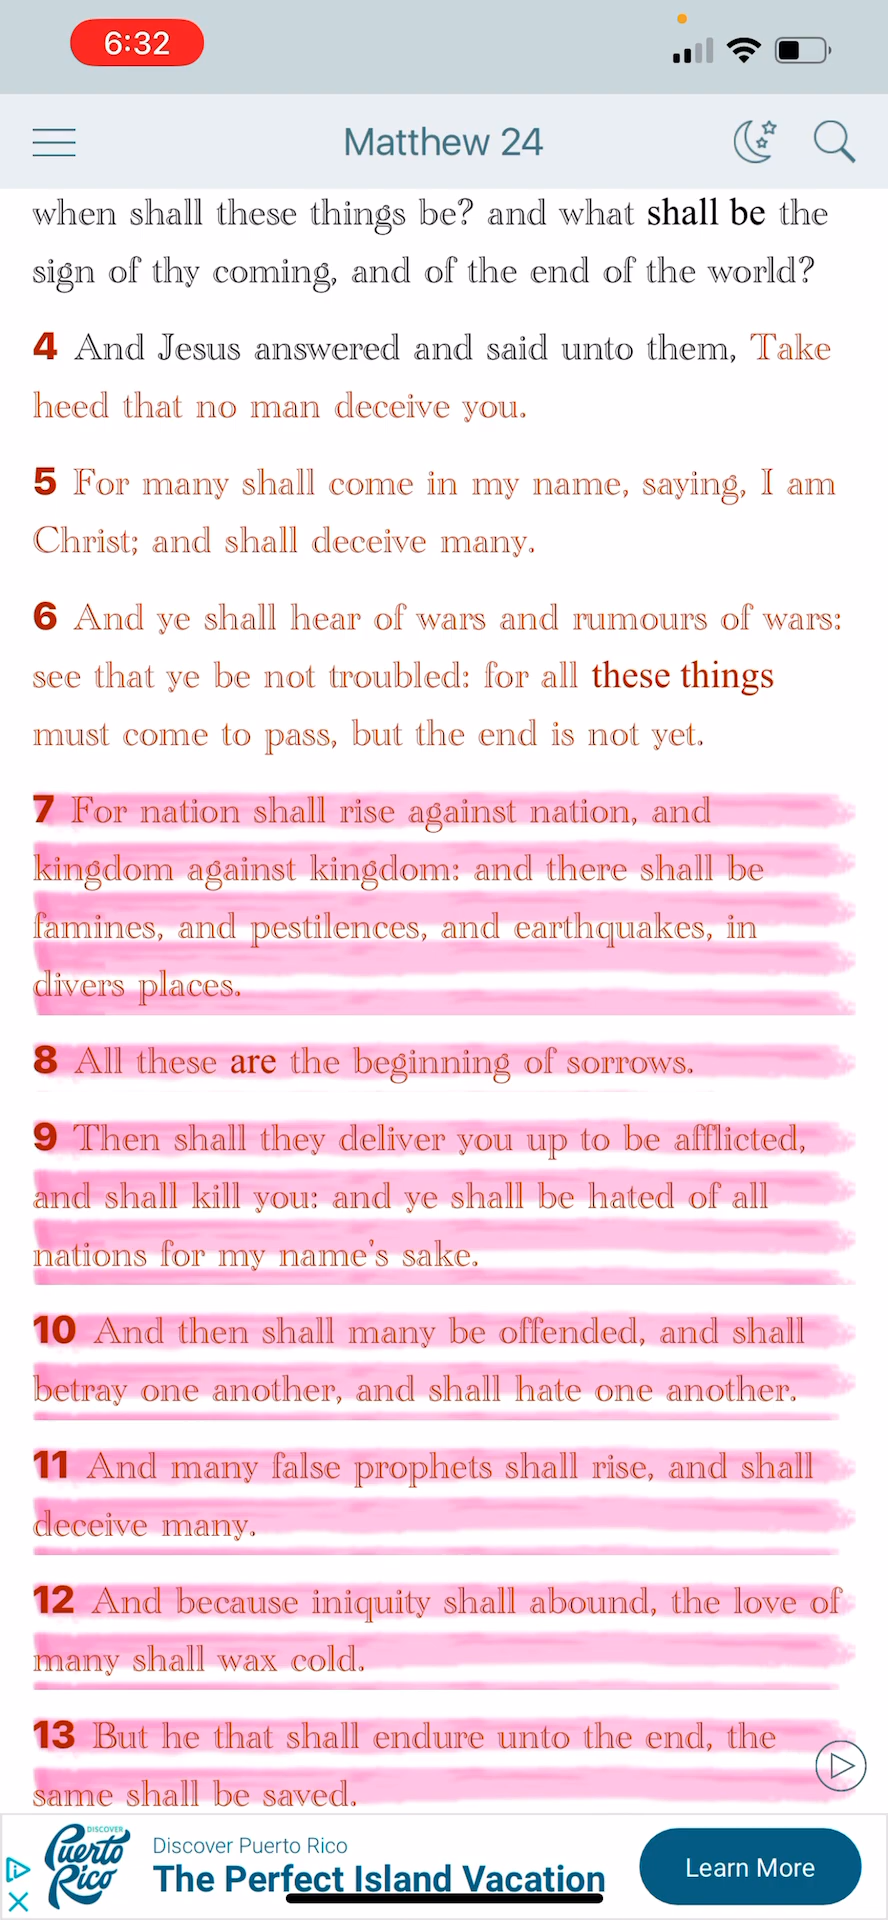 6:32
Matthew 24
when shall these things be? and what shall be the
sign of thy coming, and of the end of the world?
4 And Jesus answered and said unto them, Take
heed that no man deceive you.
5 For many shall come in my name, saying, I am
Christ; and shall deceive many.
6 And ye shall hear of wars and rumours of wars:
see that ye be not troubled: for all these things
must come to pass, but the end is not yet.
7 For nation shall rise against nation, and
kingdom against kingdom: and there shall be
famines, and pestilences, and earthquakes, in
divers places.
8 All these are the beginning of sorrows.
9 Then shall they deliver you up to be afflicted,
and shall kill you: and ye shall be hated of all
nations for my name's sake.
10 And then shall many be offended, and shall
betray one another, and shall hate one another.
11 And many false prophets shall rise, and shall
deceive many.
12 And because iniquity shall abound, the love of
many shall wax cold.
13 But he that shall endure unto the end, the
same shall be saved.
DISCOVER
Puerto
Rico
Discover Puerto Rico
The Perfect Island Vacation
Learn More